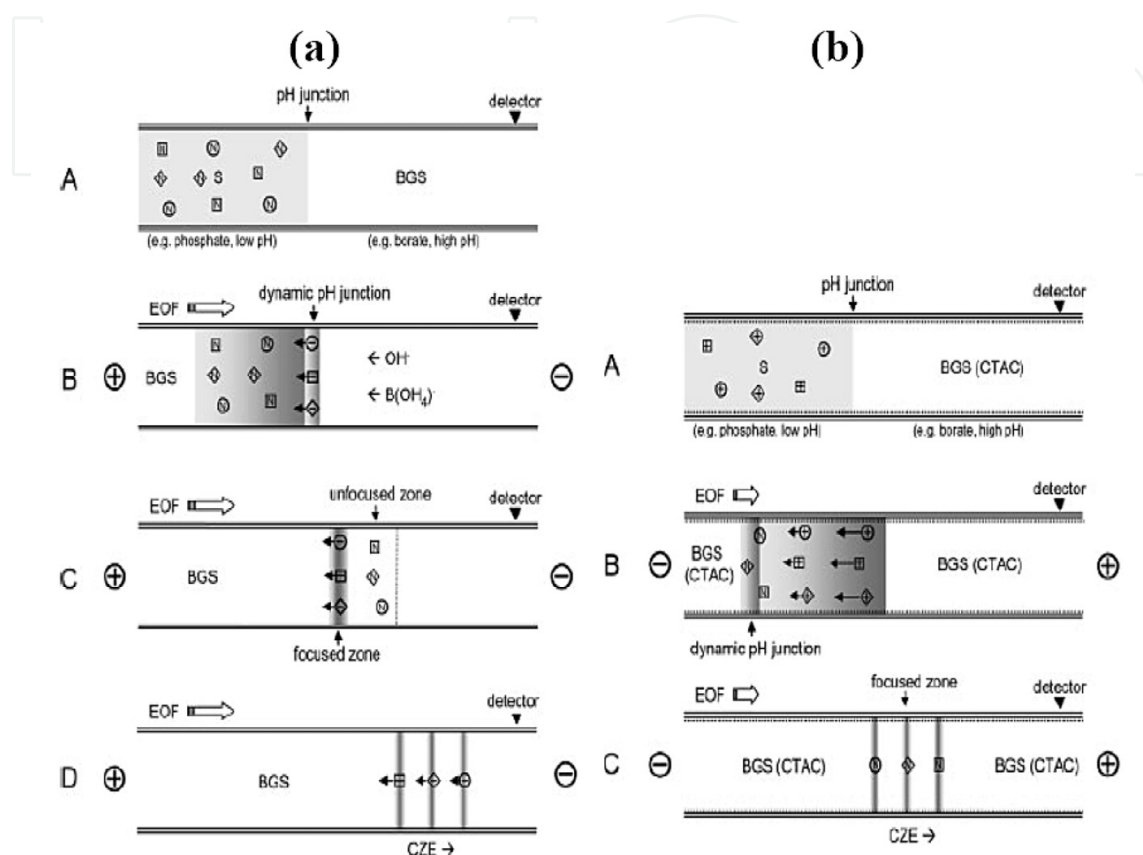 (a)
pH junction
detector
A
N N N
N N S N
N N N
BGS
(e.g. phosphate, low pH) (e.g. borate, high pH)
EOF
dynamic pH junction
detector
B
+
BGS
N N
N N
N N
−
−
−
← OH⁻
← B(OH₄)⁻
−
EOF
unfocused zone
detector
C
+
BGS
−
−
−
N
N
N
−
focused zone
EOF
detector
D
+
BGS
− − −
−
CZE →
(b)
pH junction
detector
A
+ + +
S
+ + +
BGS (CTAC)
(e.g. phosphate, low pH) (e.g. borate, high pH)
EOF
detector
B
−
BGS
(CTAC)
N + +
N + +
N + +
BGS (CTAC)
+
dynamic pH junction
EOF
focused zone
detector
C
−
BGS (CTAC)
N N N
BGS (CTAC)
+
CZE →